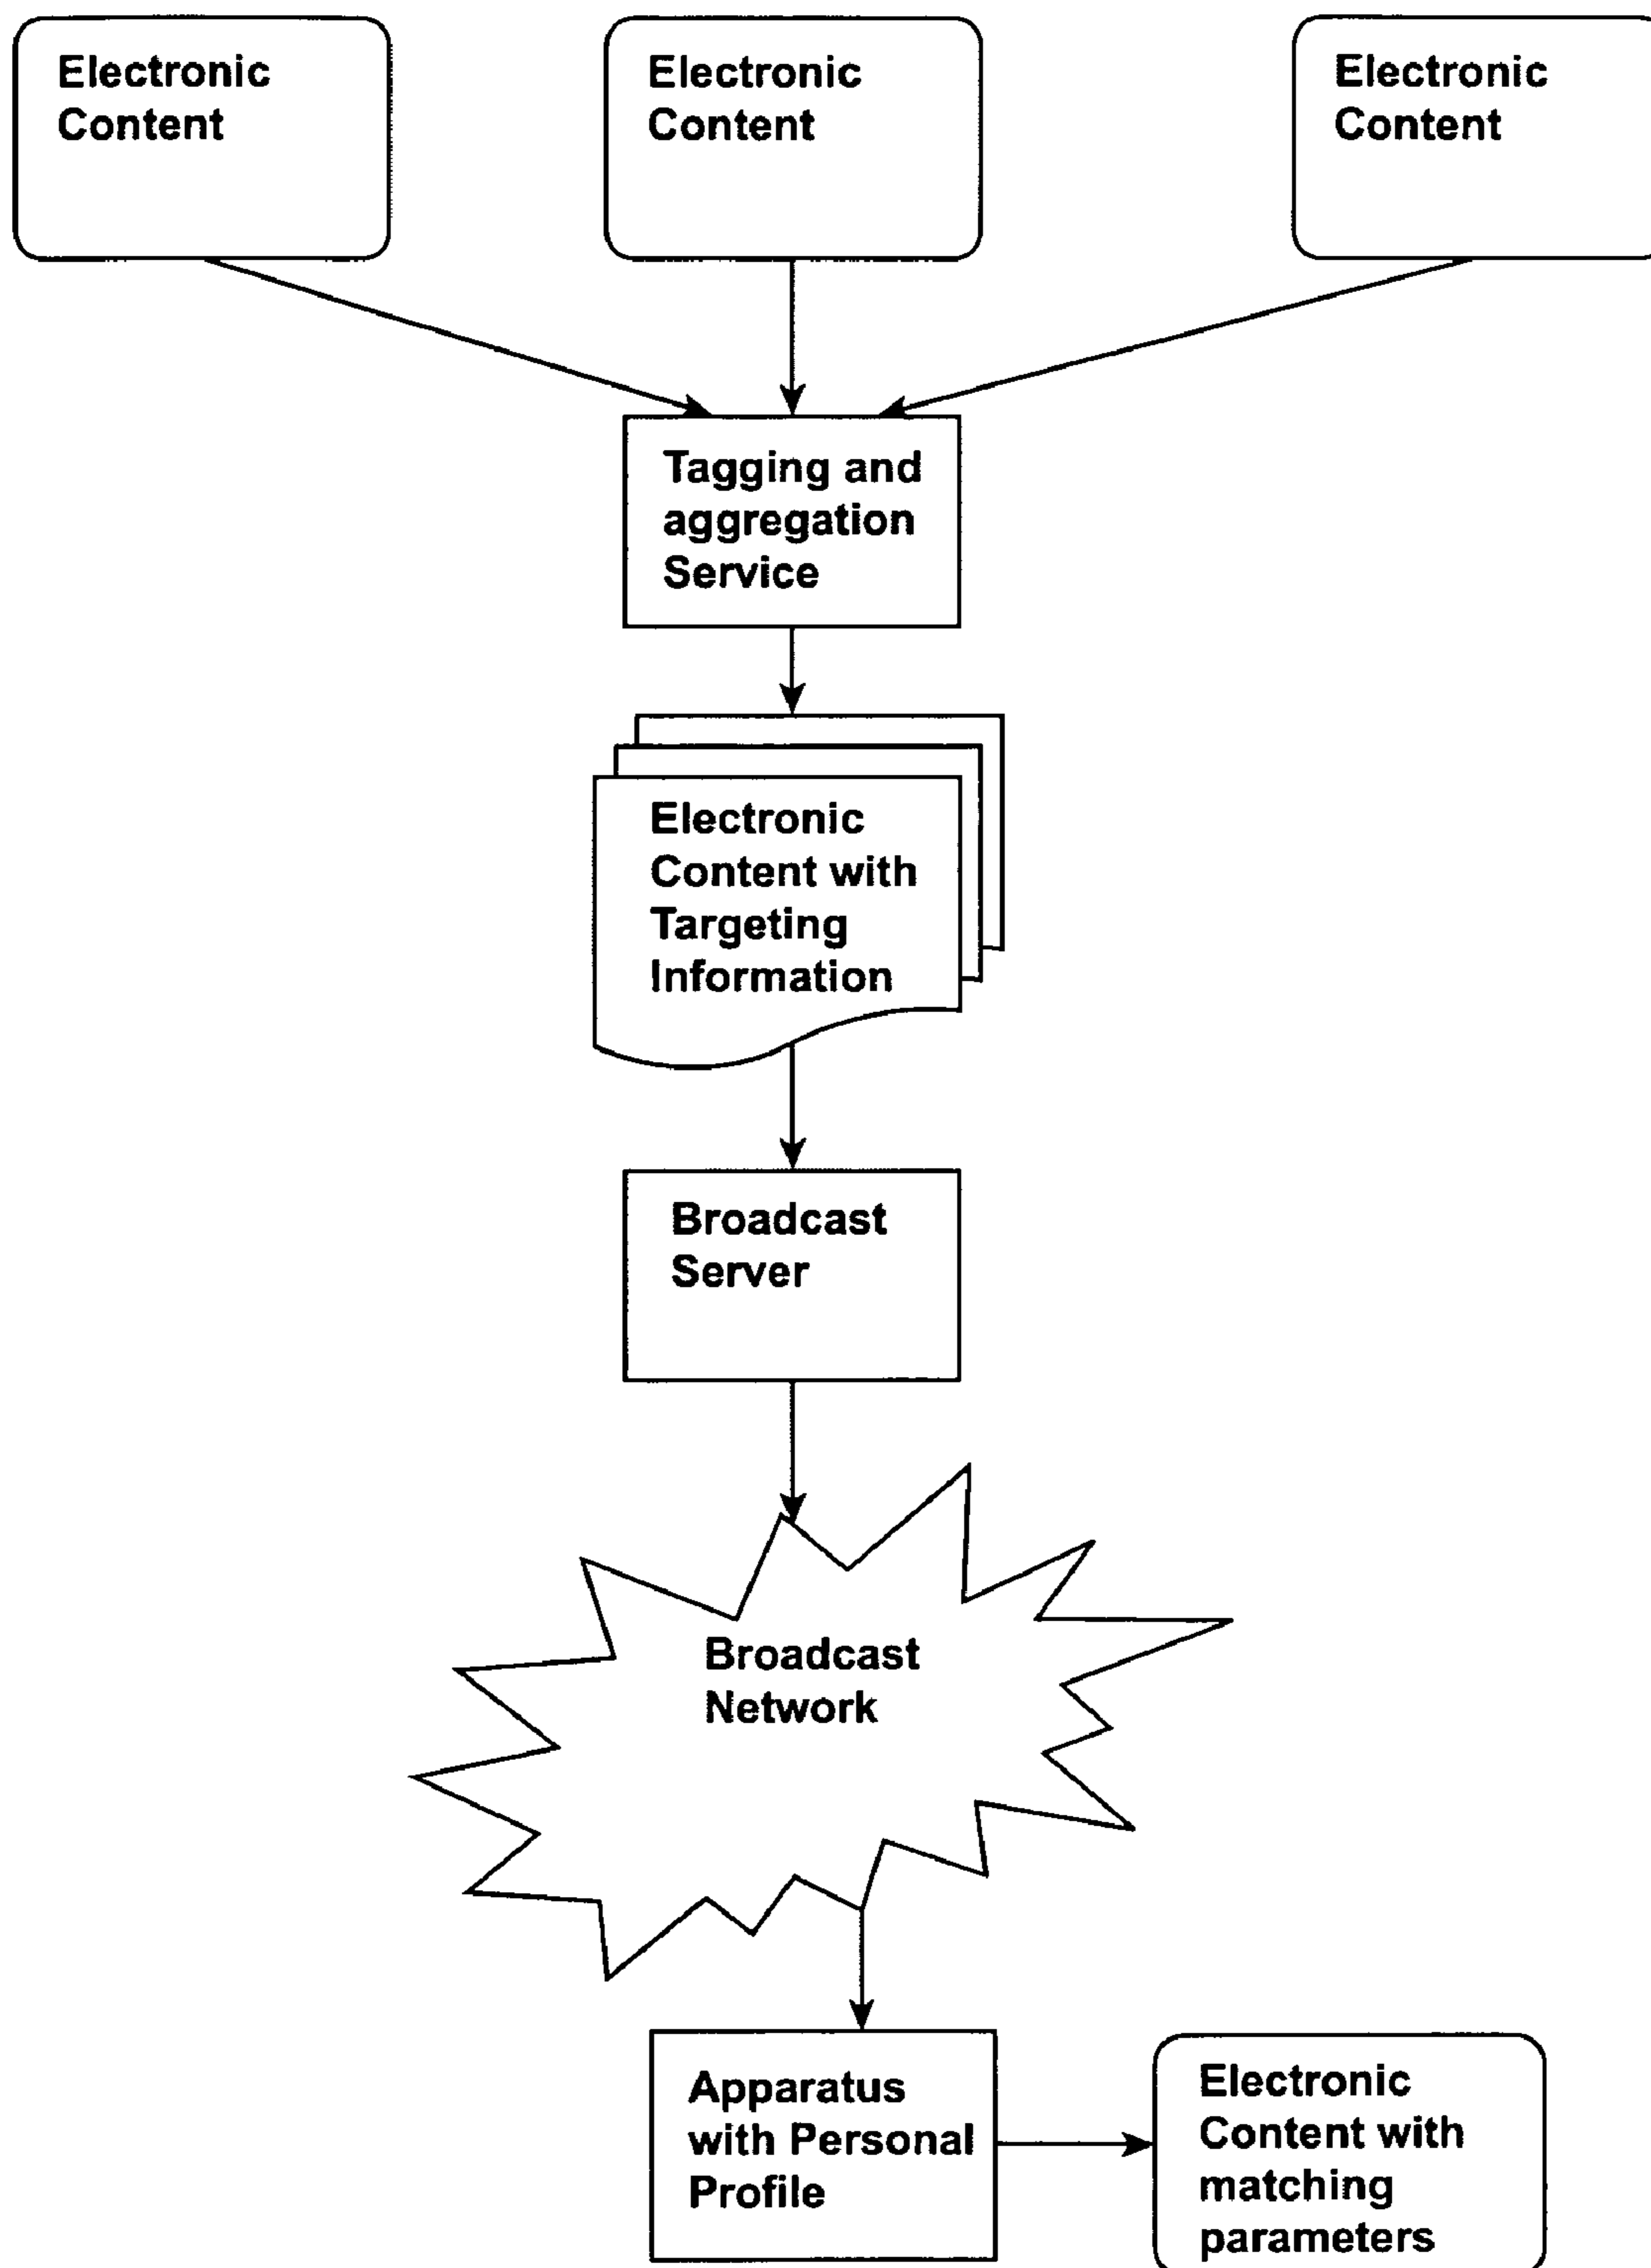 Electronic
Content
Electronic
Content
Electronic
Content
Tagging and
aggregation
Service
Electronic
Content with
Targeting
Information
Broadcast
Server
Broadcast
Network
Apparatus
with Personal
Profile
Electronic
Content with
matching
parameters